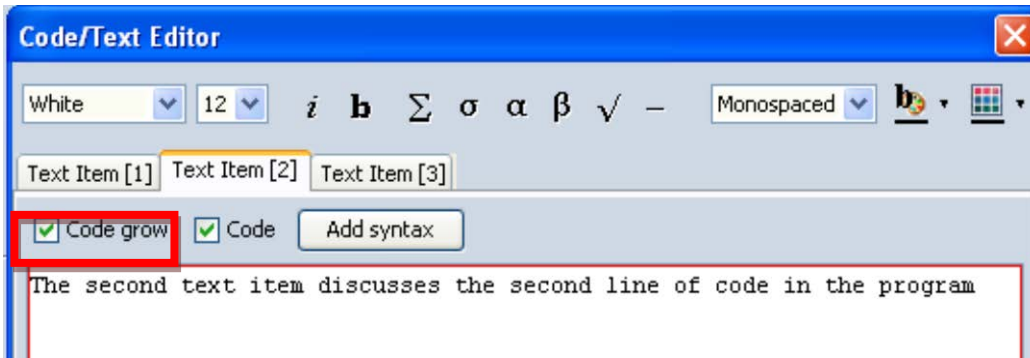 Code/Text Editor
White 12 i b Σ σ α β √ – Monospaced b
Text Item [1] Text Item [2] Text Item [3]
Code grow Code Add syntax
The second text item discusses the second line of code in the program